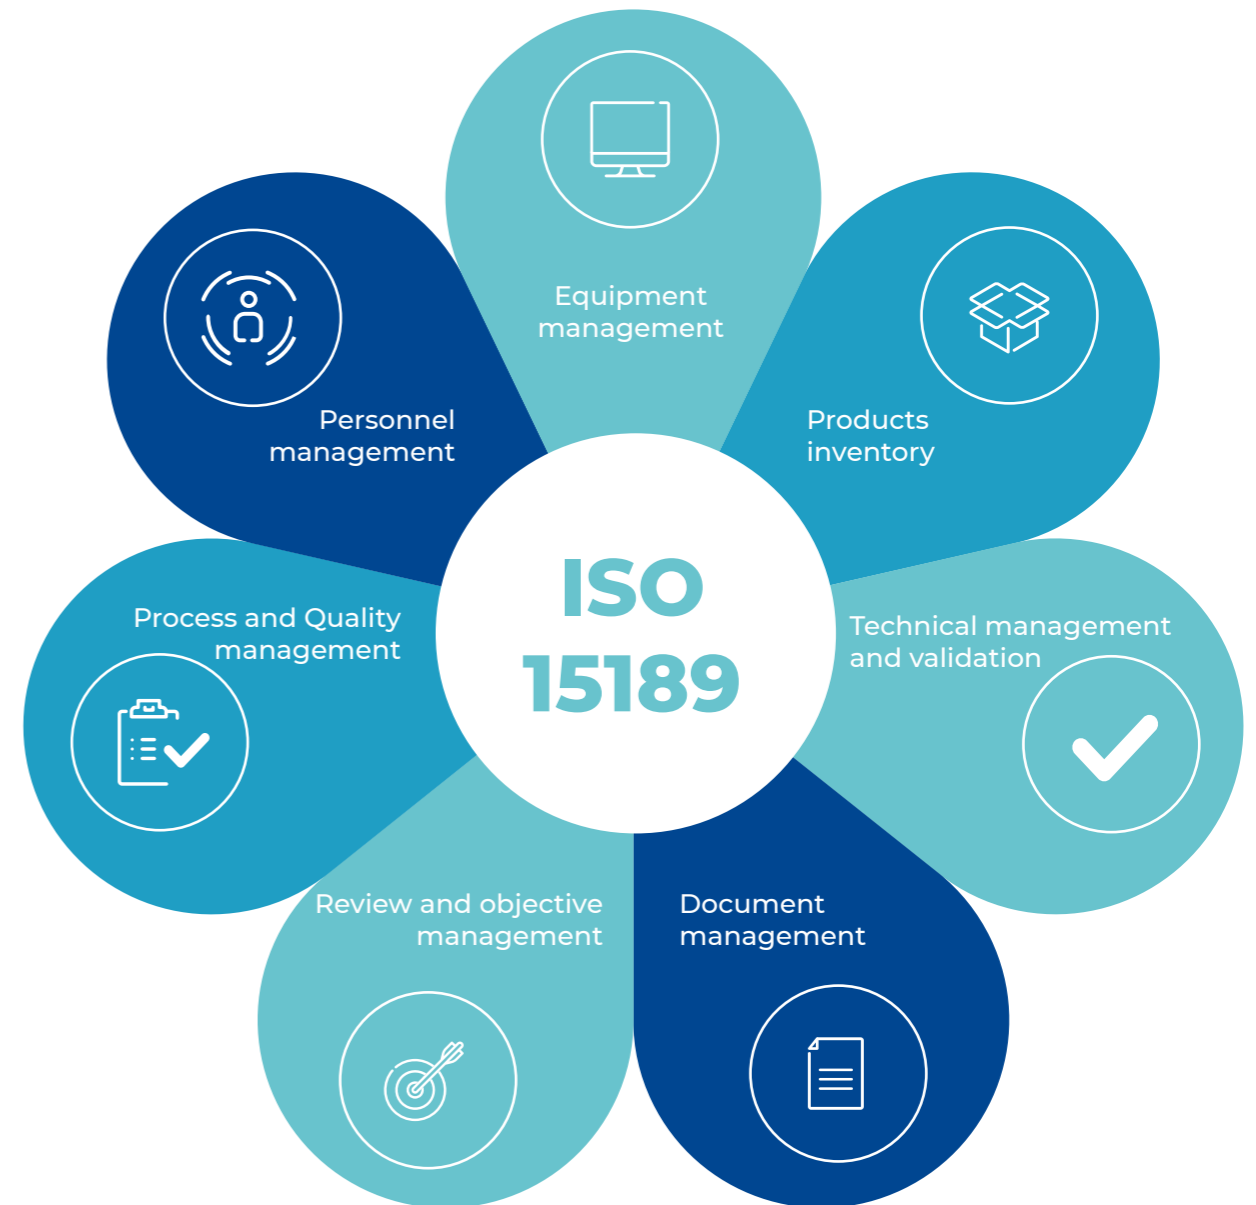 Equipment
management
Products
inventory
Technical management
and validation
Document
management
Review and objective
management
Process and Quality
management
Personnel
management
ISO
15189